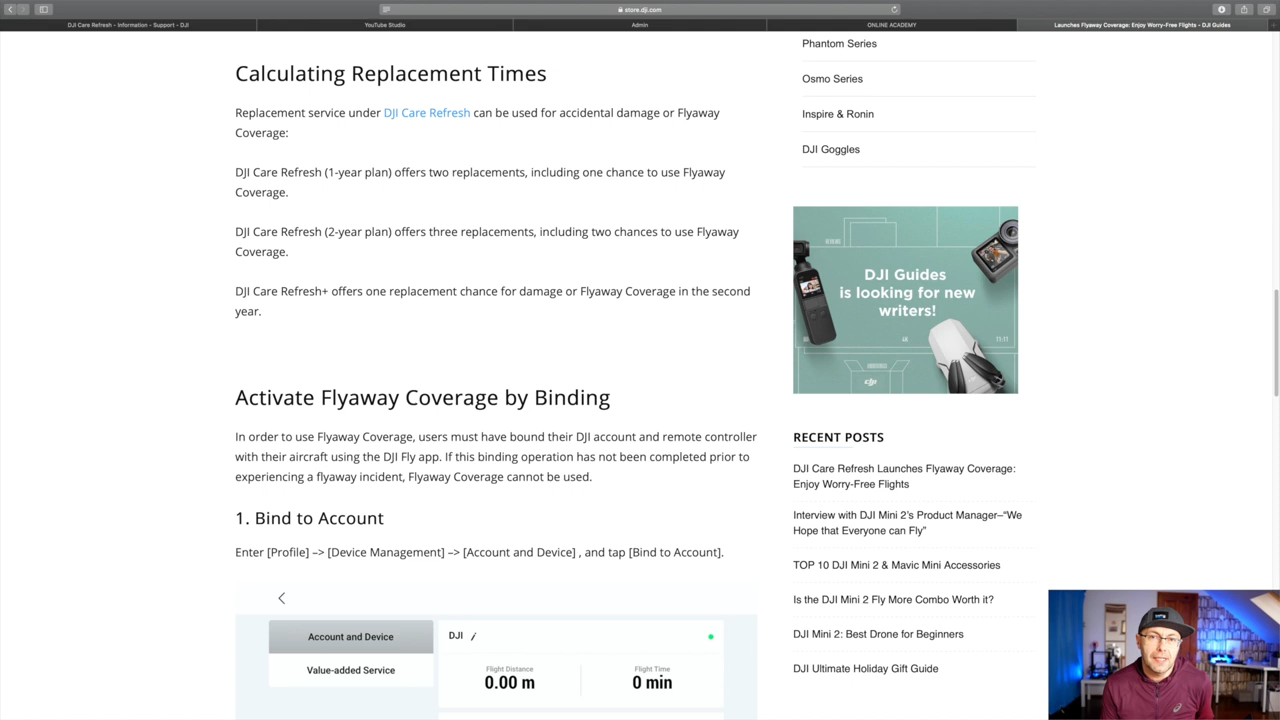 store.dji.com
DJI Care Refresh - Information - Support - DJI
YouTube Studio
Admin
ONLINE ACADEMY
Launches Flyaway Coverage: Enjoy Worry-Free Flights - DJI Guides
Calculating Replacement Times
Replacement service under DJI Care Refresh can be used for accidental damage or Flyaway
Coverage:
DJI Care Refresh (1-year plan) offers two replacements, including one chance to use Flyaway
Coverage.
DJI Care Refresh (2-year plan) offers three replacements, including two chances to use Flyaway
Coverage.
DJI Care Refresh+ offers one replacement chance for damage or Flyaway Coverage in the second
year.
Activate Flyaway Coverage by Binding
In order to use Flyaway Coverage, users must have bound their DJI account and remote controller
with their aircraft using the DJI Fly app. If this binding operation has not been completed prior to
experiencing a flyaway incident, Flyaway Coverage cannot be used.
1. Bind to Account
Enter [Profile] –> [Device Management] –> [Account and Device] , and tap [Bind to Account].
Account and Device
Value-added Service
DJI
Flight Distance
0.00 m
Flight Time
0 min
Phantom Series
Osmo Series
Inspire & Ronin
DJI Goggles
DJI Guides
is looking for new
writers!
4K
11:11
dji
RECENT POSTS
DJI Care Refresh Launches Flyaway Coverage:
Enjoy Worry-Free Flights
Interview with DJI Mini 2's Product Manager–“We
Hope that Everyone can Fly”
TOP 10 DJI Mini 2 & Mavic Mini Accessories
Is the DJI Mini 2 Fly More Combo Worth it?
DJI Mini 2: Best Drone for Beginners
DJI Ultimate Holiday Gift Guide